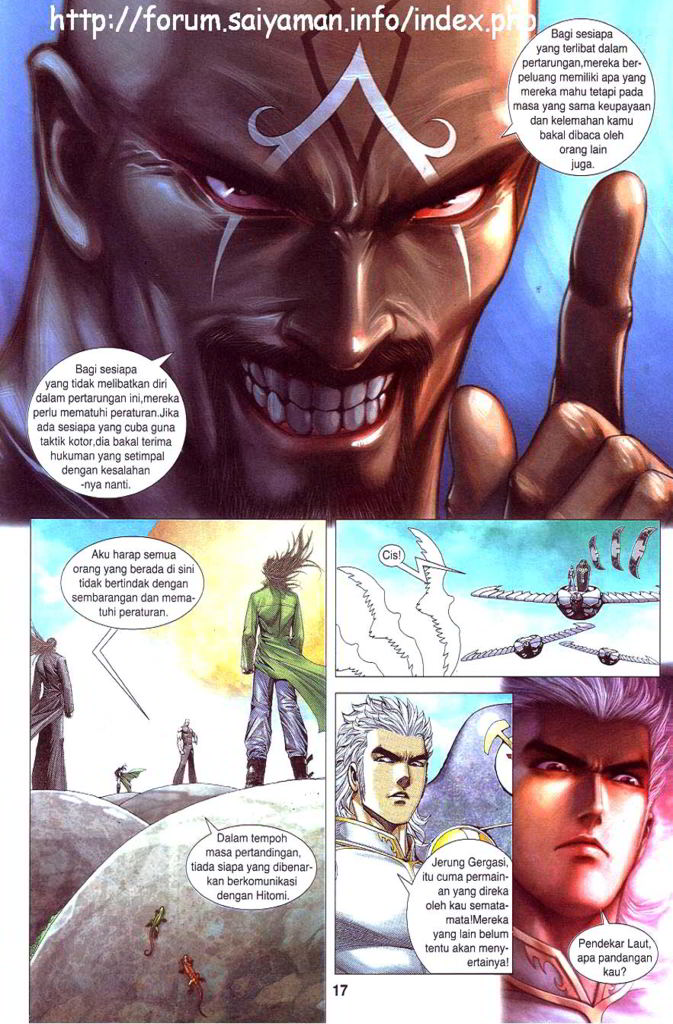 http://forum.saiyaman.info/index.php
Bagi sesiapa
yang terlibat dalam
pertarungan,mereka ber-
peluang memiliki apa yang
mereka mahu tetapi pada
masa yang sama keupayaan
dan kelemahan kamu
bakal dibaca oleh
orang lain
juga.
Bagi sesiapa
yang tidak melibatkan diri
dalam pertarungan ini,mereka
perlu mematuhi peraturan.Jika
ada sesiapa yang cuba guna
taktik kotor,dia bakal terima
hukuman yang setimpal
dengan kesalahan
-nya nanti.
Aku harap semua
orang yang berada di sini
tidak bertindak dengan
sembarangan dan mema-
tuhi peraturan.
Cis!
Dalam tempoh
masa pertandingan,
tiada siapa yang dibenar-
kan berkomunikasi
dengan Hitomi.
Jerung Gergasi,
itu cuma permain-
an yang direka
oleh kau semata-
mata!Mereka
yang lain belum
tentu akan meny-
ertainya!
Pendekar Laut,
apa pandangan
kau?
17